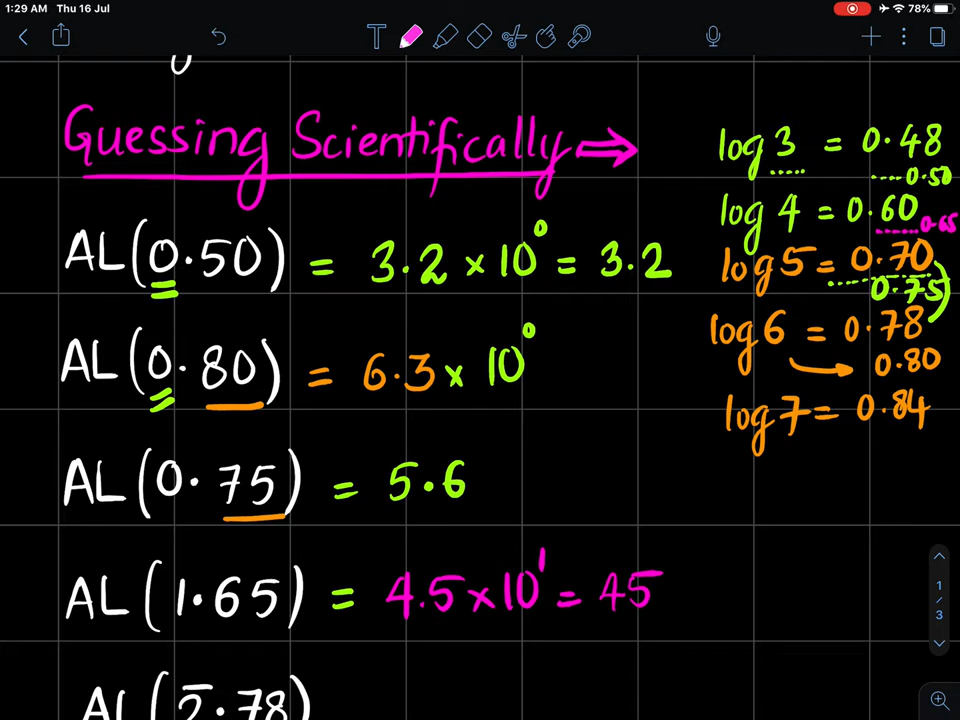 1:29 AM Thu 16 Jul 78%
Guessing Scientifically ⇒
log 3 = 0.48
0.50
log 4 = 0.60
0.65
AL(0.50) = 3.2 × 10⁰ = 3.2
log 5 = 0.70
0.75
log 6 = 0.78
AL(0.80) = 6.3 × 10⁰
0.80
log 7 = 0.84
AL(0.75) = 5.6
AL(1.65) = 4.5 × 10¹ = 45
1
/
3
AL(2̅.78)